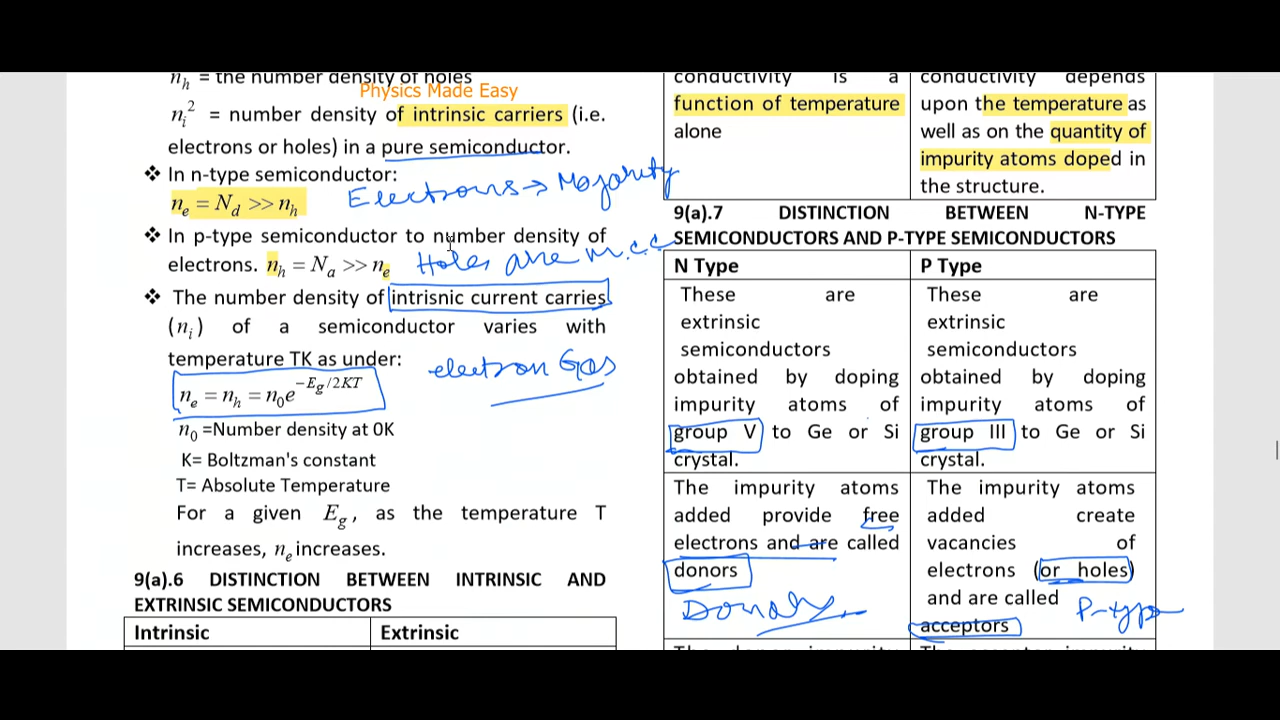 n_h = the number density of holes
Physics Made Easy
n_i^2 = number density of intrinsic carriers (i.e.
electrons or holes) in a pure semiconductor.
❖ In n-type semiconductor:
n_e = N_d >> n_h
Electrons → Majority
❖ In p-type semiconductor to number density of
electrons. n_h = N_a >> n_e
Holes are M.C.C
❖ The number density of intrisnic current carries
(n_i) of a semiconductor varies with
temperature TK as under:
electron Gas
n_e = n_h = n_0e^{-E_g/2KT}
n_0 =Number density at 0K
K= Boltzman's constant
T= Absolute Temperature
For a given E_g, as the temperature T
increases, n_e increases.
9(a).6 DISTINCTION BETWEEN INTRINSIC AND
EXTRINSIC SEMICONDUCTORS
Intrinsic
Extrinsic
conductivity is a
function of temperature
alone
conductivity depends
upon the temperature as
well as on the quantity of
impurity atoms doped in
the structure.
9(a).7 DISTINCTION BETWEEN N-TYPE
SEMICONDUCTORS AND P-TYPE SEMICONDUCTORS
N Type
These are
extrinsic
semiconductors
obtained by doping
impurity atoms of
group V to Ge or Si
crystal.
P Type
These are
extrinsic
semiconductors
obtained by doping
impurity atoms of
group III to Ge or Si
crystal.
The impurity atoms
added provide free
electrons and are called
donors
The impurity atoms
added create
vacancies of
electrons (or holes)
and are called
acceptors
P-type